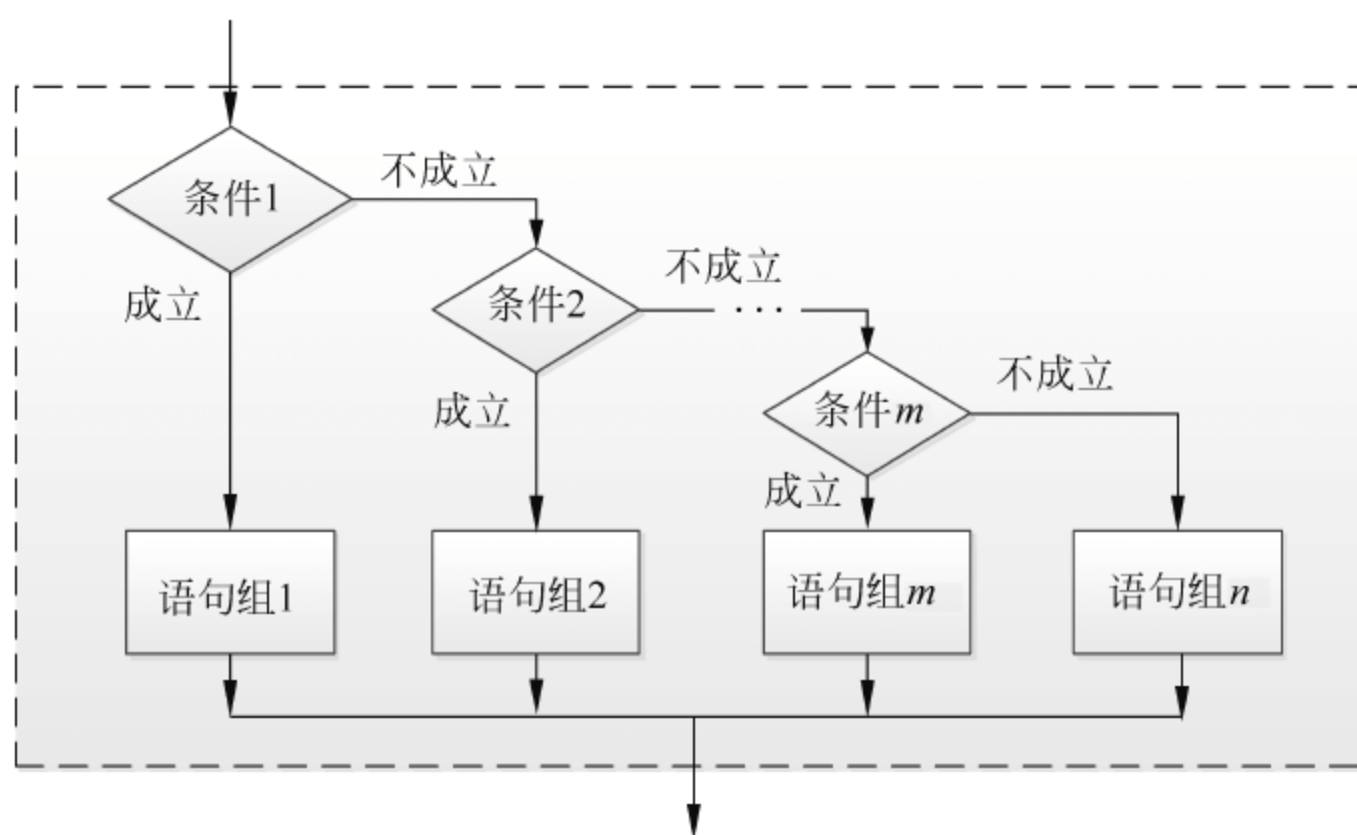 条件1
不成立
成立
条件2
不成立
···
成立
条件m
不成立
成立
语句组1
语句组2
语句组m
语句组n